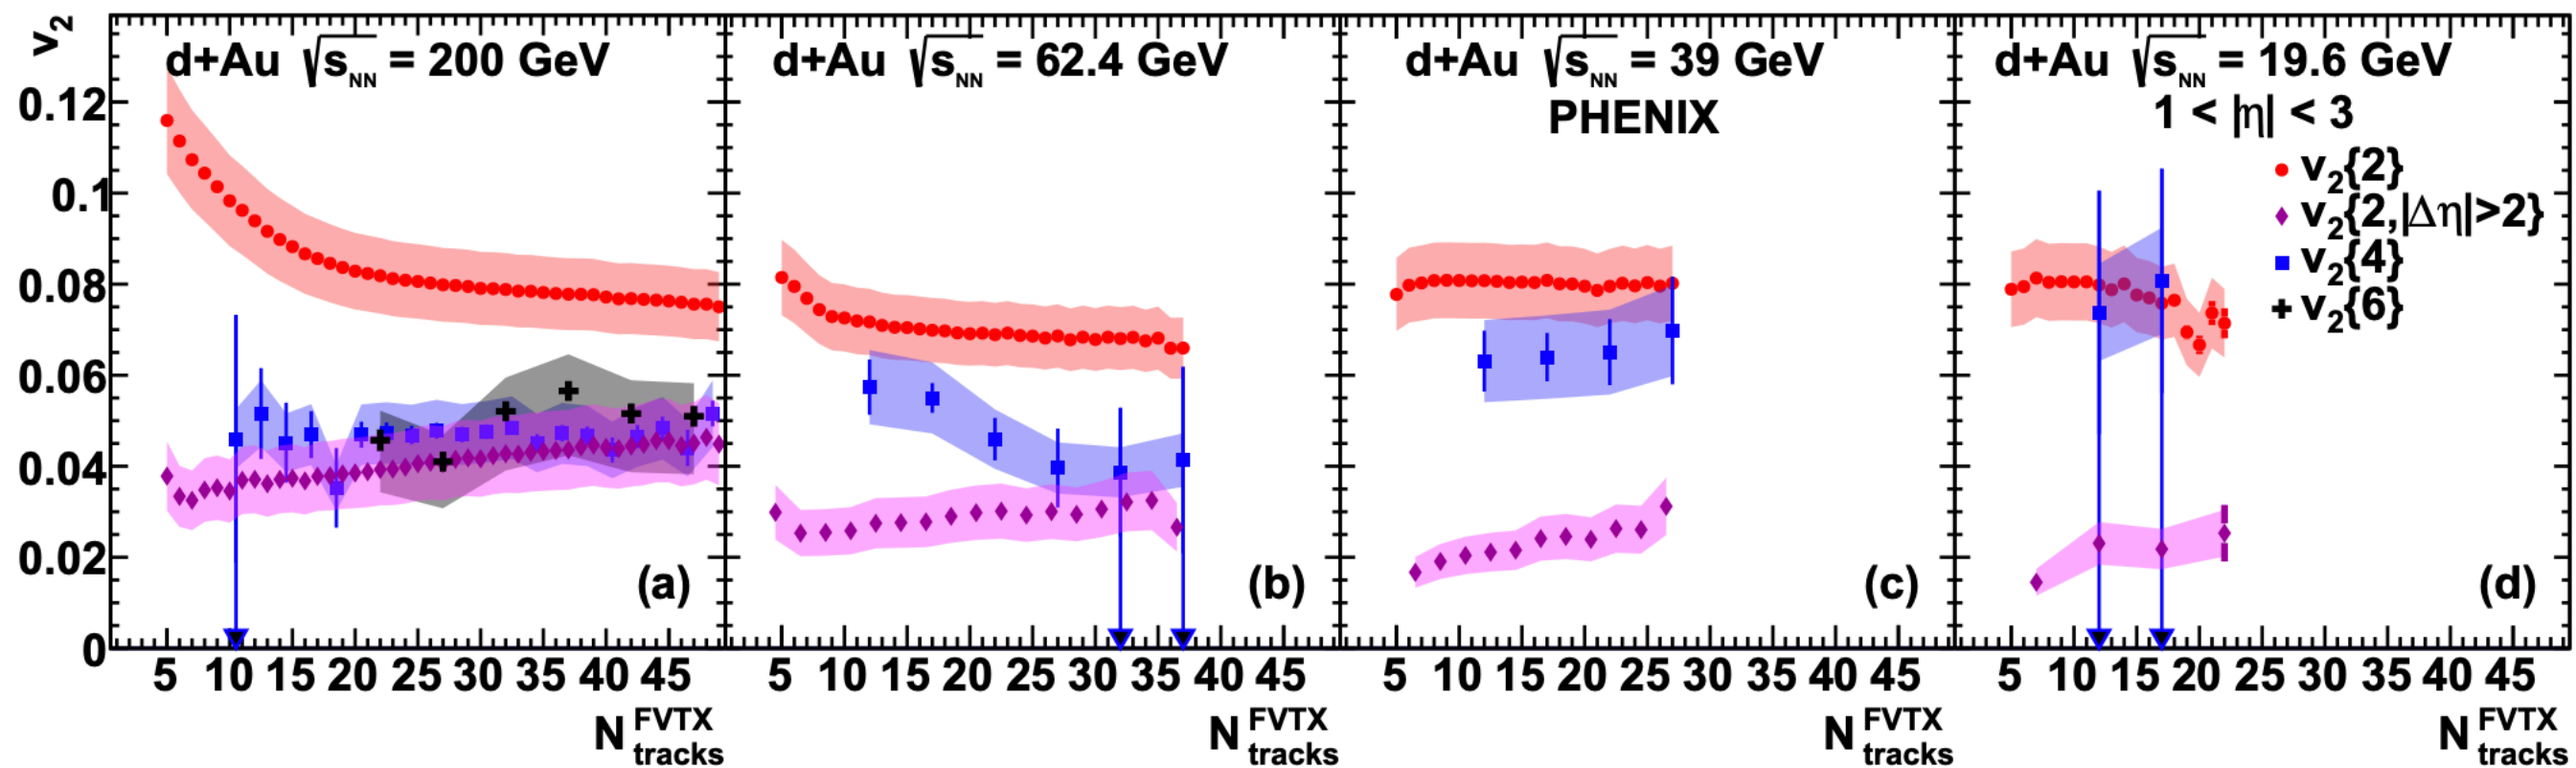 v2
d+Au √sNN = 200 GeV
d+Au √sNN = 62.4 GeV
d+Au √sNN = 39 GeV
PHENIX
d+Au √sNN = 19.6 GeV
1 < |η| < 3
v2{2}
v2{2,|Δη|>2}
v2{4}
v2{6}
0.12
0.1
0.08
0.06
0.04
0.02
0
(a)
(b)
(c)
(d)
5 10 15 20 25 30 35 40 45
5 10 15 20 25 30 35 40 45
5 10 15 20 25 30 35 40 45
5 10 15 20 25 30 35 40 45
N FVTX tracks
N FVTX tracks
N FVTX tracks
N FVTX tracks